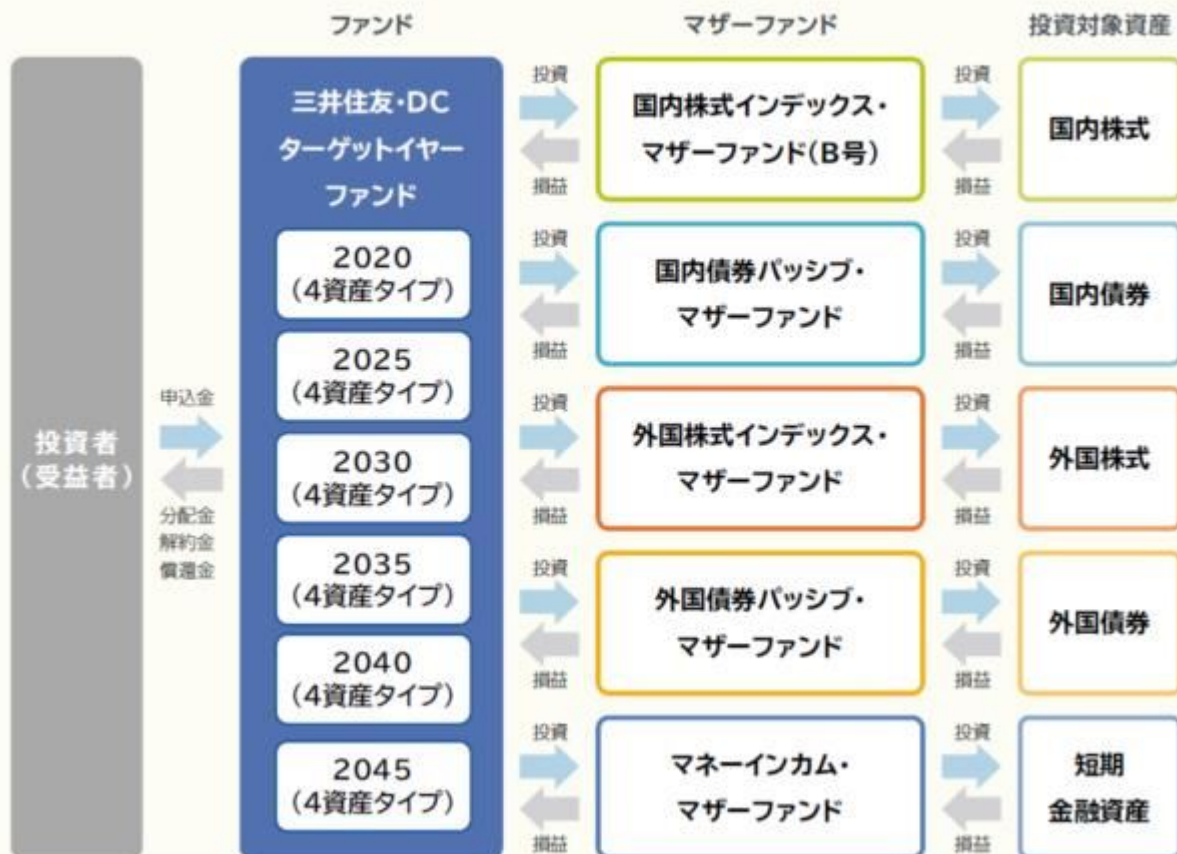 ファンド
マザーファンド
投資対象資産
投資者
（受益者）
申込金
分配金
解約金
償還金
三井住友・DC
ターゲットイヤー
ファンド
2020
（4資産タイプ）
2025
（4資産タイプ）
2030
（4資産タイプ）
2035
（4資産タイプ）
2040
（4資産タイプ）
2045
（4資産タイプ）
投資
損益
国内株式インデックス・
マザーファンド（B号）
投資
損益
国内株式
投資
損益
国内債券パッシブ・
マザーファンド
投資
損益
国内債券
投資
損益
外国株式インデックス・
マザーファンド
投資
損益
外国株式
投資
損益
外国債券パッシブ・
マザーファンド
投資
損益
外国債券
投資
損益
マネーインカム・
マザーファンド
投資
損益
短期
金融資産